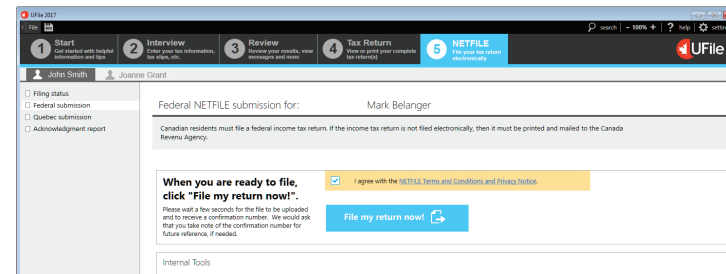 UFile 2017
File
search | − 100% + | ? help | settin
1 Start
Get started with helpful
information and tips
2 Interview
Enter your tax information,
tax slips, etc.
3 Review
Review your results, view
messages and more
4 Tax Return
View or print your complete
tax return(s)
5 NETFILE
File your tax return
electronically
UFile
John Smith
Joanne Grant
Filing status
Federal submission
Quebec submission
Acknowledgment report
Federal NETFILE submission for: Mark Belanger
Canadian residents must file a federal income tax return. If the income tax return is not filed electronically, then it must be printed and mailed to the Canada
Revenu Agency.
When you are ready to file,
click "File my return now!".
Please wait a few seconds for the file to be uploaded
and to receive a confirmation number. We would ask
that you take note of the confirmation number for
future reference, if needed.
I agree with the NETFILE Terms and Conditions and Privacy Notice.
File my return now!
Internal Tools